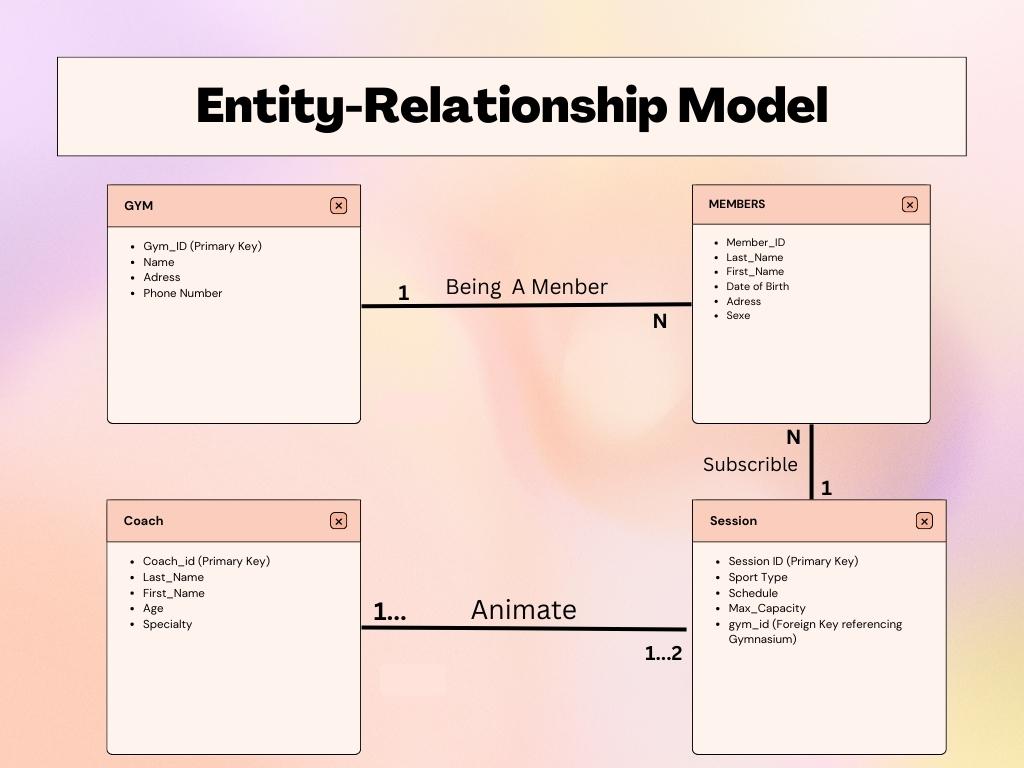 Entity-Relationship Model
GYM
Gym_ID (Primary Key)
Name
Adress
Phone Nunber
1
Being A Menber
N
MEMBERS
Member_ID
Last_Name
First_Name
Date of Birth
Adress
Sexe
N
Subscrible
1
Coach
Coach_id (Primary Key)
Last_Name
First_Name
Age
Specialty
1...
Animate
1...2
Session
Session ID (Primary Key)
Sport Type
Schedule
Max_Capacity
gym_id (Foreign Key referencing
Gymnasium)